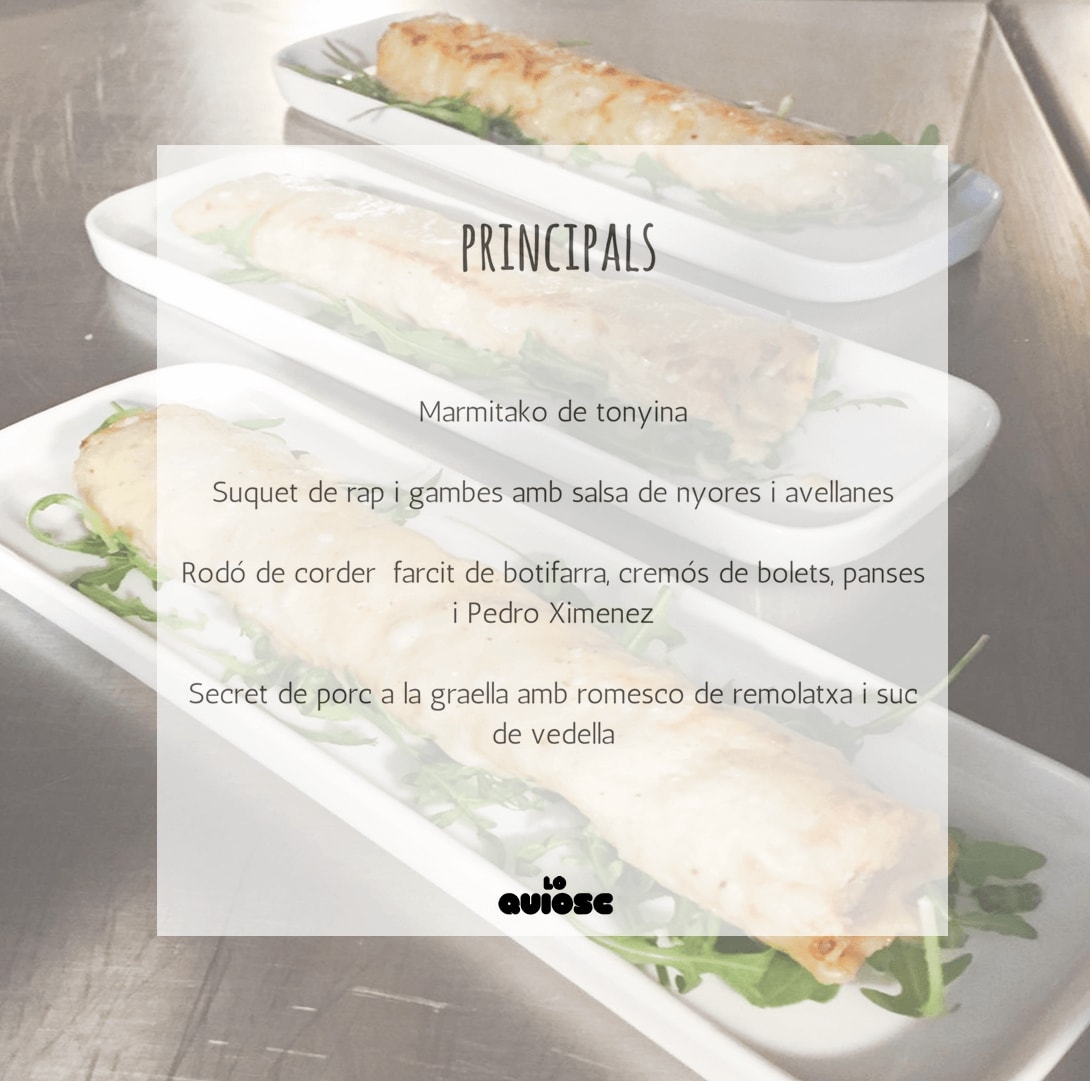 PRINCIPALS
Marmitako de tonyina
Suquet de rap i gambes amb salsa de nyores i avellanes
Rodó de corder farcit de botifarra, cremós de bolets, panses
i Pedro Ximenez
Secret de porc a la graella amb romesco de remolatxa i suc
de vedella
LO
QUIOSC